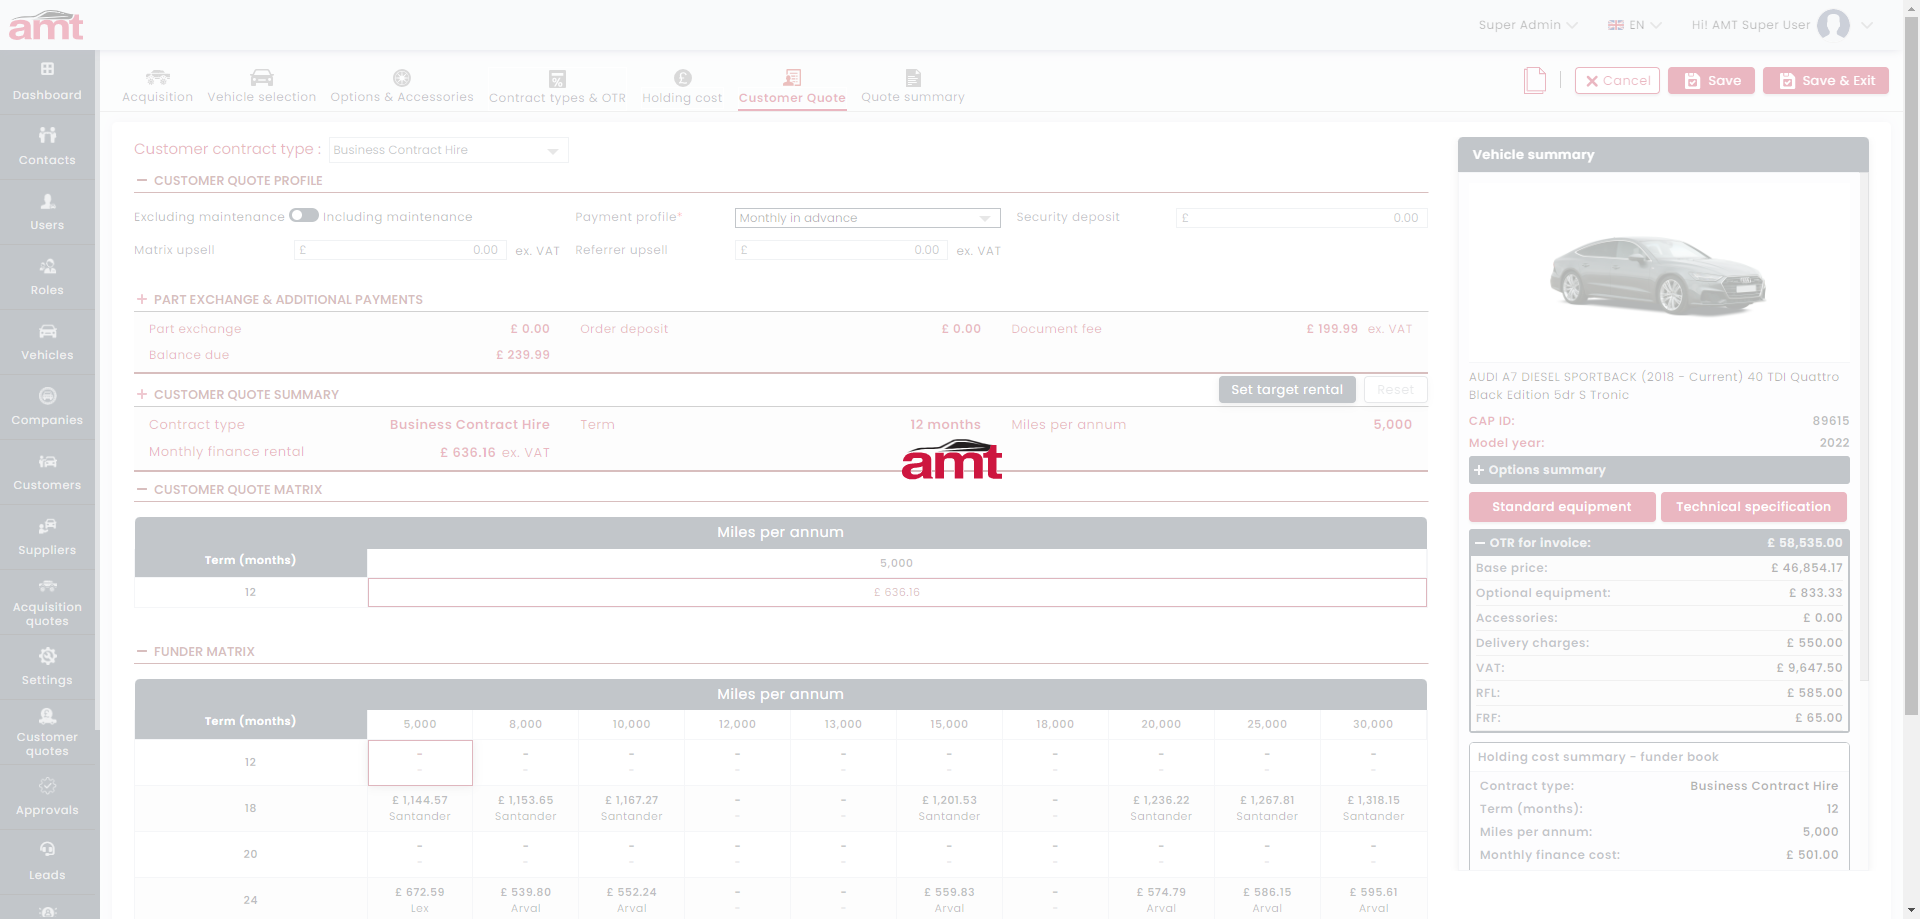 amt
Super Admin EN Hi! AMT Super User
Dashboard
Contacts
Users
Roles
Vehicles
Companies
Customers
Suppliers
Acquisition
quotes
Settings
Customer
quotes
Approvals
Leads
Acquisition Vehicle selection Options & Accessories Contract types & OTR Holding cost Customer Quote Quote summary
Cancel Save Save & Exit
Customer contract type : Business Contract Hire
CUSTOMER QUOTE PROFILE
Excluding maintenance Including maintenance Payment profile* Monthly in advance Security deposit £ 0.00
Matrix upsell £ 0.00 ex. VAT Referrer upsell £ 0.00 ex. VAT
PART EXCHANGE & ADDITIONAL PAYMENTS
Part exchange £ 0.00 Order deposit £ 0.00 Document fee £ 199.99 ex. VAT
Balance due £ 239.99
CUSTOMER QUOTE SUMMARY Set target rental Reset
Contract type Business Contract Hire Term 12 months Miles per annum 5,000
Monthly finance rental £ 636.16 ex. VAT
amt
CUSTOMER QUOTE MATRIX
Miles per annum
Term (months)
5,000
12 £ 636.16
FUNDER MATRIX
Miles per annum
Term (months) 5,000 8,000 10,000 12,000 13,000 15,000 18,000 20,000 25,000 30,000
12 - - - - - - - - - -
- - - - - - - - - -
18 £ 1,144.57 £ 1,153.65 £ 1,167.27 - - £ 1,201.53 - £ 1,236.22 £ 1,267.81 £ 1,318.15
Santander Santander Santander - - Santander - Santander Santander Santander
20 - - - - - - - - - -
- - - - - - - - - -
24 £ 672.59 £ 539.80 £ 552.24 - - £ 559.83 - £ 574.79 £ 586.15 £ 595.61
Lex Arval Arval - - Arval - Arval Arval Arval
Vehicle summary
AUDI A7 DIESEL SPORTBACK (2018 - Current) 40 TDI Quattro
Black Edition 5dr S Tronic
CAP ID: 89615
Model year: 2022
Options summary
Standard equipment Technical specification
OTR for invoice: £ 58,535.00
Base price: £ 46,854.17
Optional equipment: £ 833.33
Accessories: £ 0.00
Delivery charges: £ 550.00
VAT: £ 9,647.50
RFL: £ 585.00
FRF: £ 65.00
Holding cost summary - funder book
Contract type: Business Contract Hire
Term (months): 12
Miles per annum: 5,000
Monthly finance cost: £ 501.00